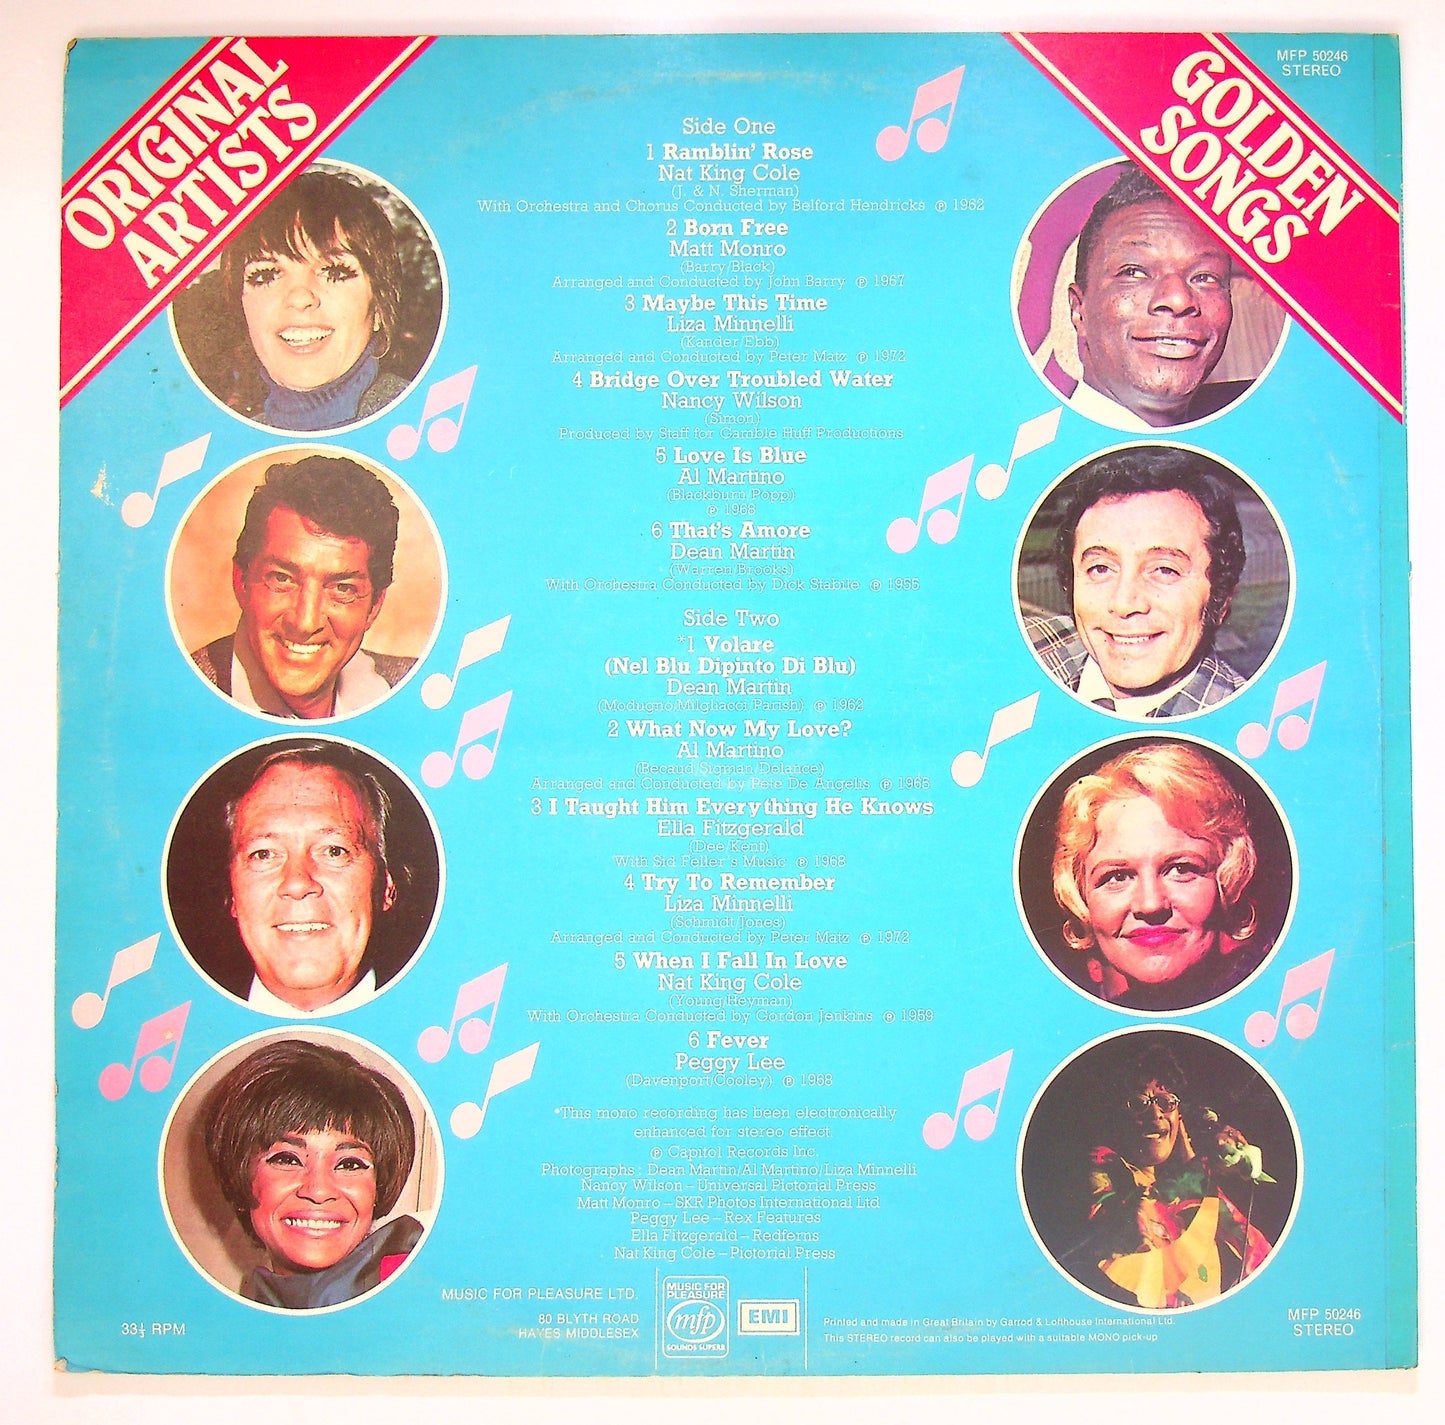 ORIGINAL
ARTISTS
GOLDEN
SONGS
MFP 50246
STEREO
Side One
1 Ramblin' Rose
Nat King Cole
(J. & N. Sherman)
With Orchestra and Chorus Conducted by Belford Hendricks ℗ 1962
2 Born Free
Matt Monro
(Barry/Black)
Arranged and Conducted by John Barry ℗ 1967
3 Maybe This Time
Liza Minnelli
(Kander Ebb)
Arranged and Conducted by Peter Matz ℗ 1972
4 Bridge Over Troubled Water
Nancy Wilson
(Simon)
Produced by Staff for Gamble Huff Productions
5 Love Is Blue
Al Martino
(Blackburn/Popp)
℗ 1968
6 That's Amore
Dean Martin
(Warren/Brooks)
With Orchestra Conducted by Dick Stabile ℗ 1955
Side Two
*1 Volare
(Nel Blu Dipinto Di Blu)
Dean Martin
(Modugno/Milgliacci/Parish) ℗ 1962
2 What Now My Love?
Al Martino
(Becaud/Sigman/Delance)
Arranged and Conducted by Pete De Angelis ℗ 1965
3 I Taught Him Everything He Knows
Ella Fitzgerald
(Dee Kent)
With Sid Feller's Music ℗ 1968
4 Try To Remember
Liza Minnelli
(Schmidt/Jones)
Arranged and Conducted by Peter Matz ℗ 1972
5 When I Fall In Love
Nat King Cole
(Young/Heyman)
With Orchestra Conducted by Gordon Jenkins ℗ 1959
6 Fever
Peggy Lee
(Davenport/Cooley) ℗ 1958
*This mono recording has been electronically
enhanced for stereo effect.
℗ Capitol Records Inc.
Photographs: Dean Martin/Al Martino/Liza Minnelli
Nancy Wilson – Universal Pictorial Press
Matt Monro – SKR Photos International Ltd
Peggy Lee – Rex Features
Ella Fitzgerald – Redferns
Nat King Cole – Pictorial Press
33⅓ RPM
MUSIC FOR PLEASURE LTD.
80 BLYTH ROAD
HAYES MIDDLESEX
MUSIC FOR
PLEASURE
mfp
SOUNDS SUPERB
EMI
Printed and made in Great Britain by Garrod & Lofthouse International Ltd.
This STEREO record can also be played with a suitable MONO pick-up
MFP 50246
STEREO